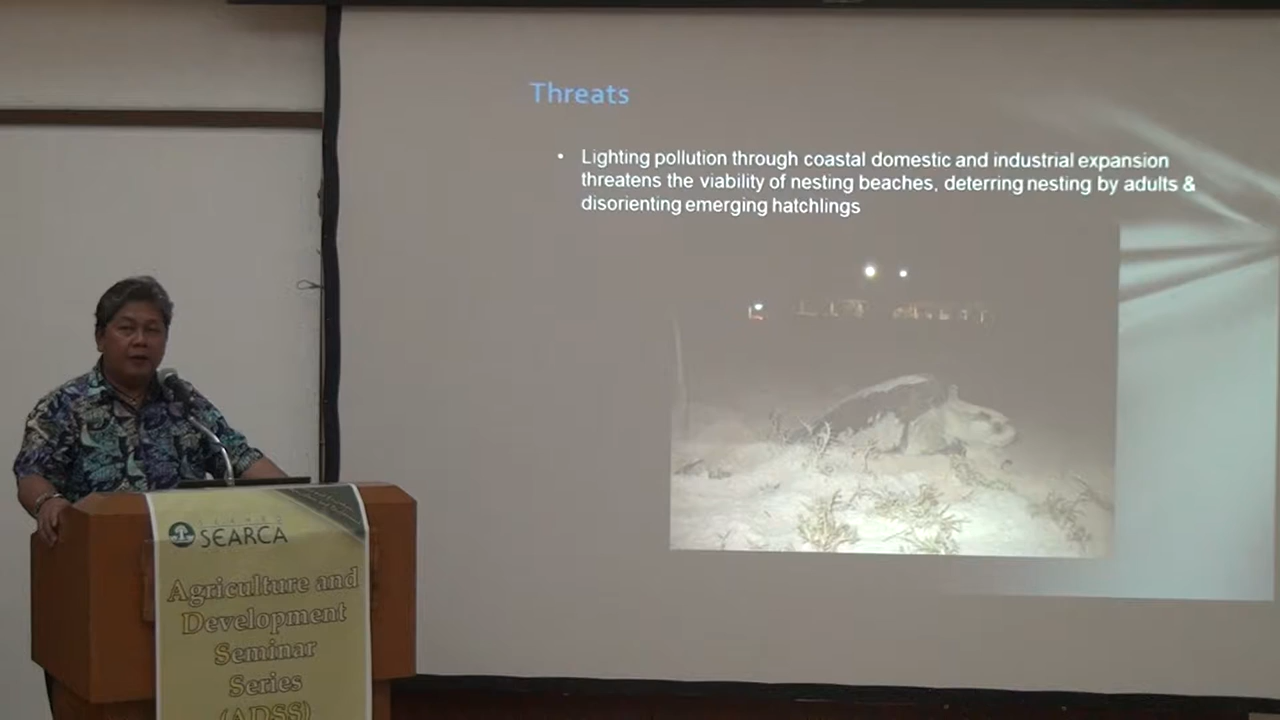 Threats
• Lighting pollution through coastal domestic and industrial expansion
threatens the viability of nesting beaches, deterring nesting by adults &
disorienting emerging hatchlings
SEARCA
Agriculture and
Development
Seminar
Series
(ADSS)